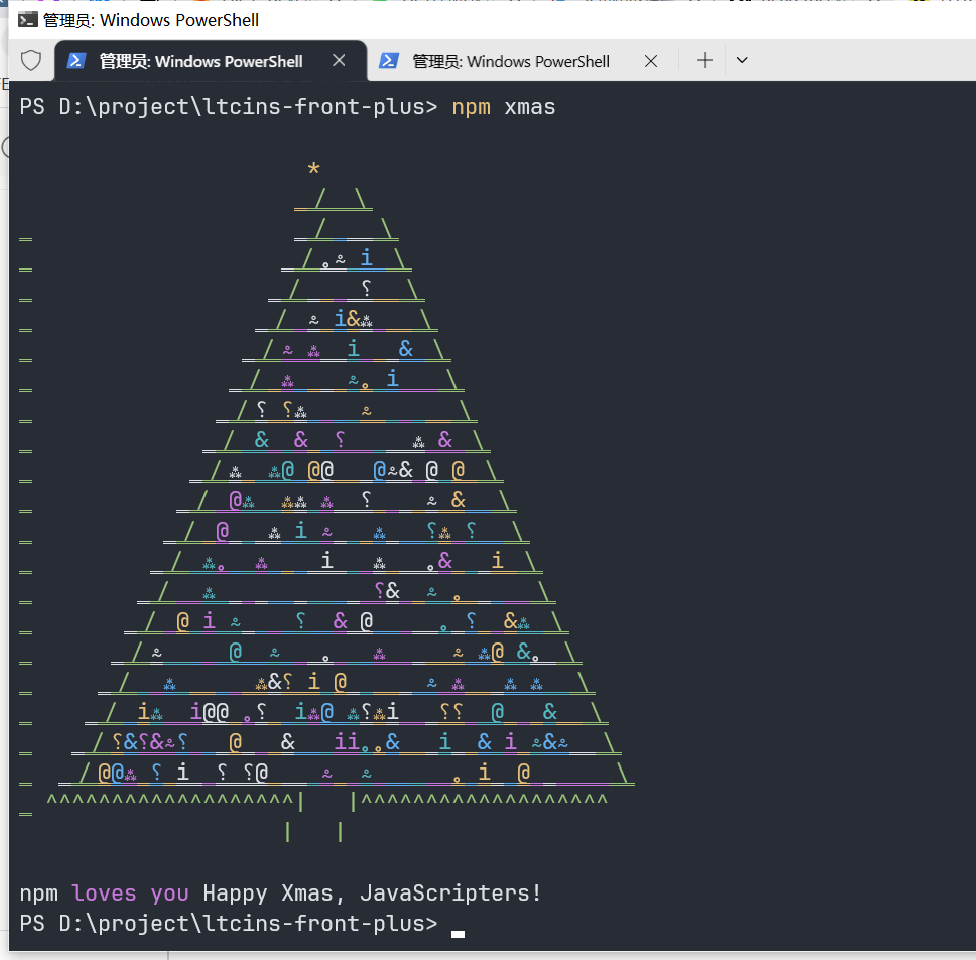 管理员: Windows PowerShell
管理员: Windows PowerShell
管理员: Windows PowerShell
PS D:\project\ltcins-front-plus> npm xmas
*
/ \
/ \
/ .~ i \
/ ? \
/ ~ i&⁂ \
/ ~ ⁂ i & \
/ ⁂ ~. i \
/ ? ?⁂ ~ \
/ & & ? ⁂ & \
/ ⁂ ⁂@ @@ @~& @ @ \
/ @⁂ ⁂⁂ ⁂ ? ~ & \
/ @ ⁂ i ~ ⁂ ?⁂ ? \
/ ⁂. ⁂ i ⁂ .& i \
/ ⁂ ?& ~ . \
/ @ i ~ ? & @ . ? &⁂ \
/ ~ @ ~ . ⁂ ~ ⁂@ &. \
/ ⁂ ⁂&? i @ ~ ⁂ ⁂ ⁂ \
/ i⁂ i@@ .? i⁂@ ⁂?⁂i ?? @ & \
/ ?&?&~? @ & ii..& i & i ~&~ \
/ @@⁂ ? i ? ?@ ~ ~ . i @ \
^^^^^^^^^^^^^^^^^^^| |^^^^^^^^^^^^^^^^^^^
| |
npm loves you Happy Xmas, JavaScripters!
PS D:\project\ltcins-front-plus>